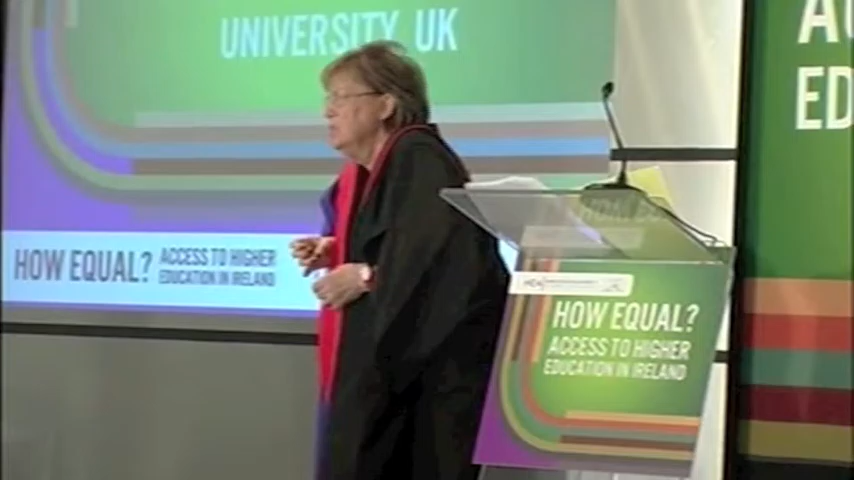 UNIVERSITY, UK
HOW EQUAL?
ACCESS TO HIGHER
EDUCATION IN IRELAND
HOW EQUAL?
ACCESS TO HIGHER
EDUCATION IN IRELAND
ED